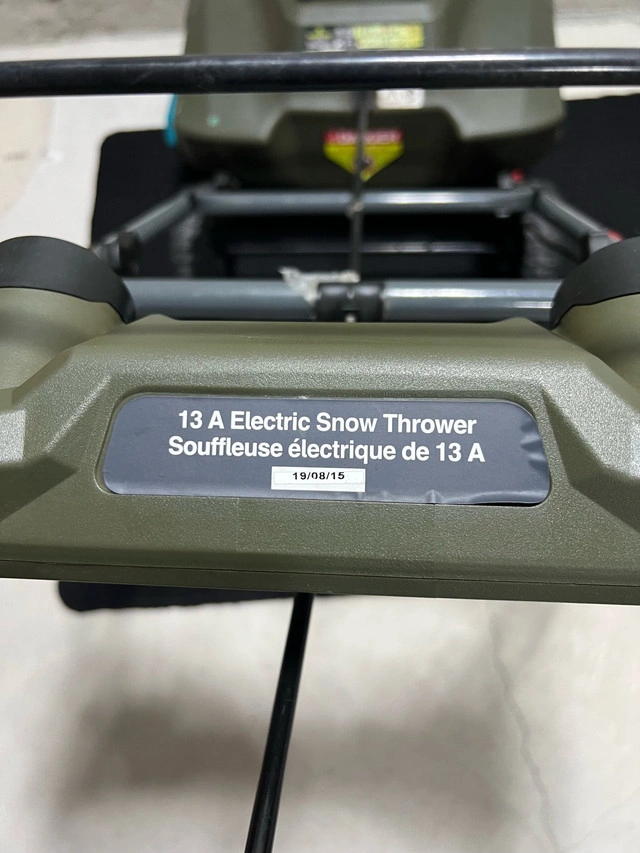 13 A Electric Snow Thrower
Souffleuse électrique de 13 A
19/08/15